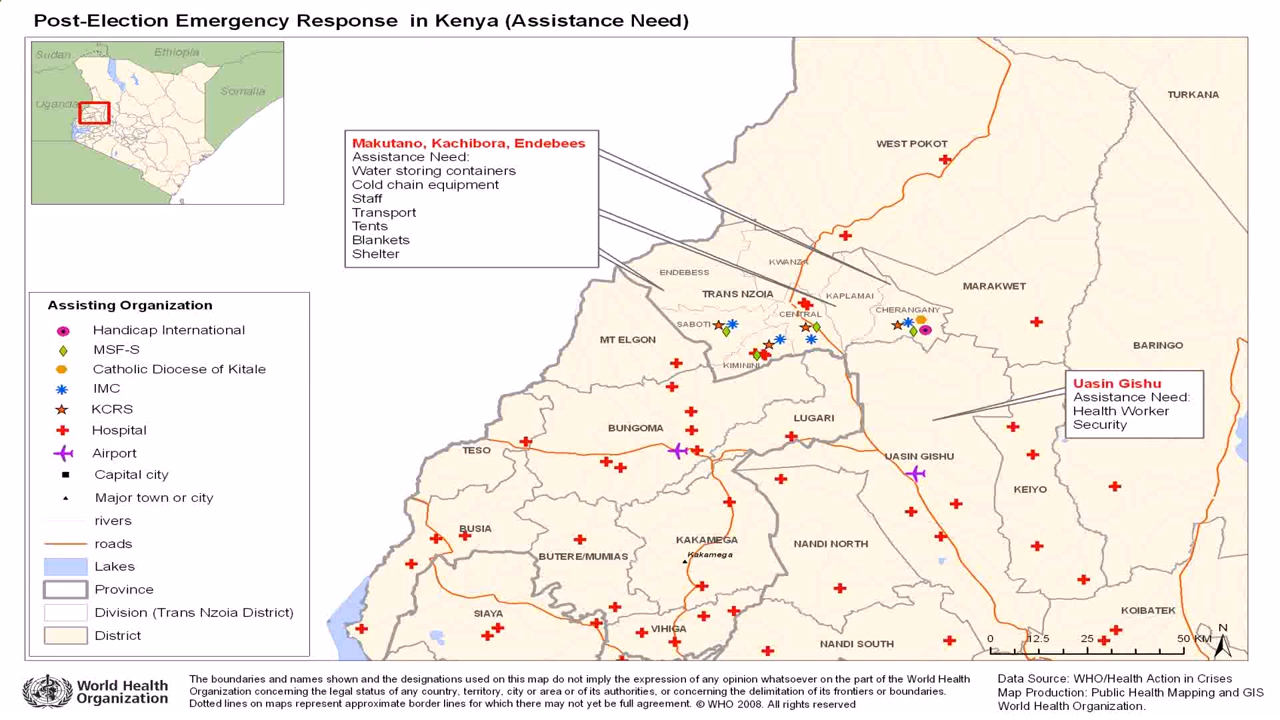 Post-Election Emergency Response in Kenya (Assistance Need)
Sudan
Ethiopia
Uganda
Somalia
TURKANA
WEST POKOT
Makutano, Kachibora, Endebees
Assistance Need:
Water storing containers
Cold chain equipment
Staff
Transport
Tents
Blankets
Shelter
KWANZA
ENDEBESS
TRANS NZOIA
KAPLAMAI
MARAKWET
CHERANGANY
CENTRAL
SABOTI
MT ELGON
KIMININI
BARINGO
Uasin Gishu
Assistance Need:
Health Worker
Security
LUGARI
BUNGOMA
TESO
UASIN GISHU
KEIYO
BUSIA
BUTERE/MUMIAS
KAKAMEGA
Kakamega
NANDI NORTH
SIAYA
VIHIGA
NANDI SOUTH
KOIBATEK
Assisting Organization
Handicap International
MSF-S
Catholic Diocese of Kitale
IMC
KCRS
Hospital
Airport
Capital city
Major town or city
rivers
roads
Lakes
Province
Division (Trans Nzoia District)
District
0 12.5 25 50 KM
N
World Health
Organization
The boundaries and names shown and the designations used on this map do not imply the expression of any opinion whatsoever on the part of the World Health
Organization concerning the legal status of any country, territory, city or area or of its authorities, or concerning the delimitation of its frontiers or boundaries.
Dotted lines on maps represent approximate border lines for which there may not yet be full agreement. © WHO 2008. All rights reserved
Data Source: WHO/Health Action in Crises
Map Production: Public Health Mapping and GIS
World Health Organization.